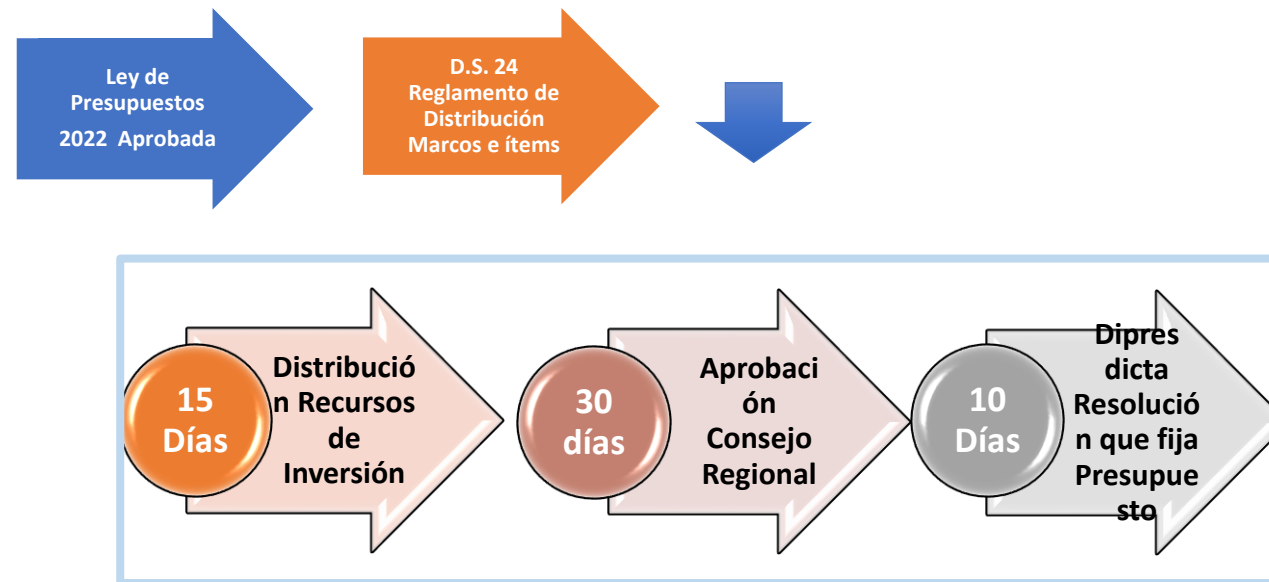 Ley de
Presupuestos
2022 Aprobada
D.S. 24
Reglamento de
Distribución
Marcos e ítems
15
Días
Distribució
n Recursos
de
Inversión
30
días
Aprobaci
ón
Consejo
Regional
10
Días
Dipres
dicta
Resolució
n que fija
Presupue
sto